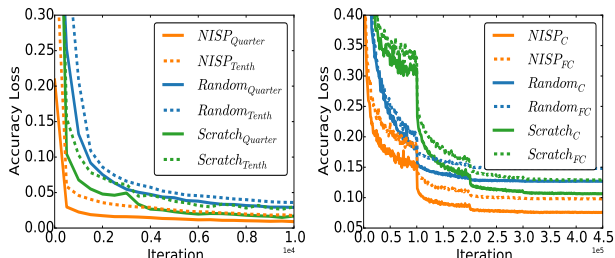 0.30
0.25
0.20
0.15
0.10
0.05
0.00
Accuracy Loss
0.0
0.2
0.4
0.6
0.8
1.0
1e4
Iteration
NISP_Quarter
NISP_Tenth
Random_Quarter
Random_Tenth
Scratch_Quarter
Scratch_Tenth
0.40
0.35
0.30
0.25
0.20
0.15
0.10
0.05
Accuracy Loss
0.0
0.5
1.0
1.5
2.0
2.5
3.0
3.5
4.0
4.5
1e5
Iteration
NISP_C
NISP_FC
Random_C
Random_FC
Scratch_C
Scratch_FC